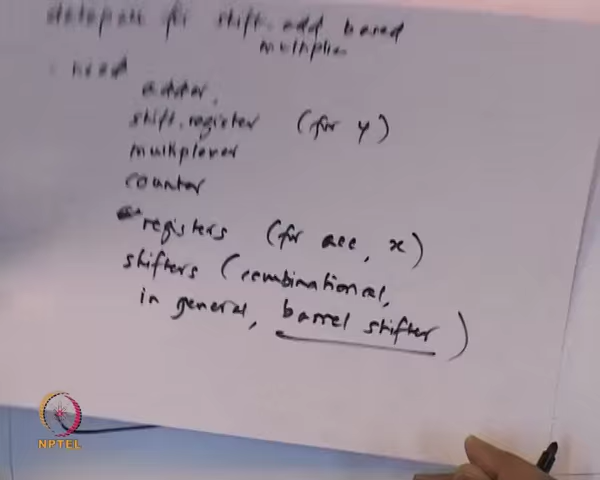 datapath for shift-add based
multiplier
need
adder,
shift-register (for y)
multiplexer
counter
registers (for acc, x)
shifters (combinational,
in general, barrel shifter)
NPTEL